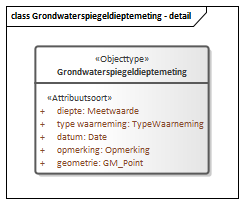 class Grondwaterspiegeldieptemeting - detail
«Objecttype»
Grondwaterspiegeldieptemeting
«Attribuutsoort»
+ diepte: Meetwaarde
+ type waarneming: TypeWaarneming
+ datum: Date
+ opmerking: Opmerking
+ geometrie: GM_Point